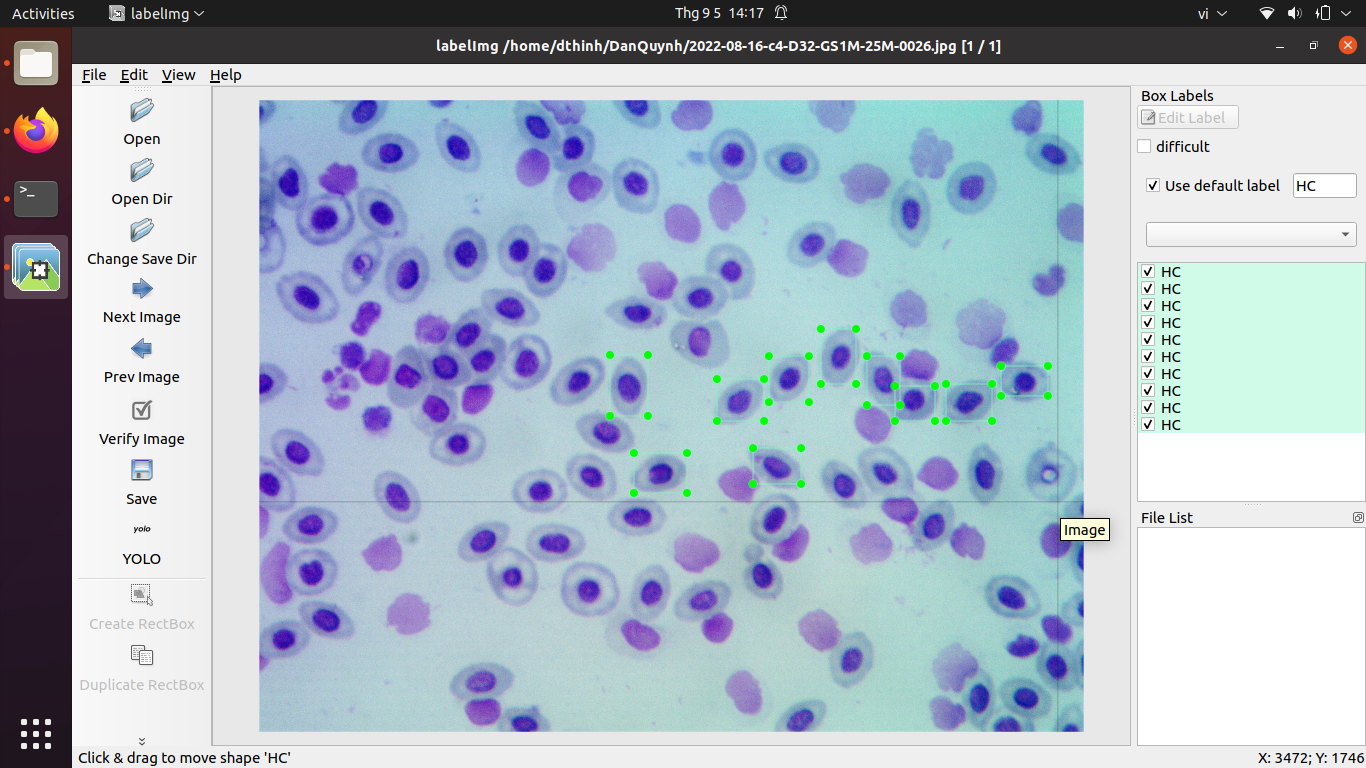 Activities labelImg Thg 9 5 14:17 vi
labelImg /home/dthinh/DanQuynh/2022-08-16-c4-D32-GS1M-25M-0026.jpg [1 / 1]
File Edit View Help
Open
Open Dir
Change Save Dir
Next Image
Prev Image
Verify Image
Save
yolo
YOLO
Create RectBox
Duplicate RectBox
Image
Box Labels
Edit Label
difficult
Use default label HC
HC
HC
HC
HC
HC
HC
HC
HC
HC
HC
File List
Click & drag to move shape 'HC' X: 3472; Y: 1746